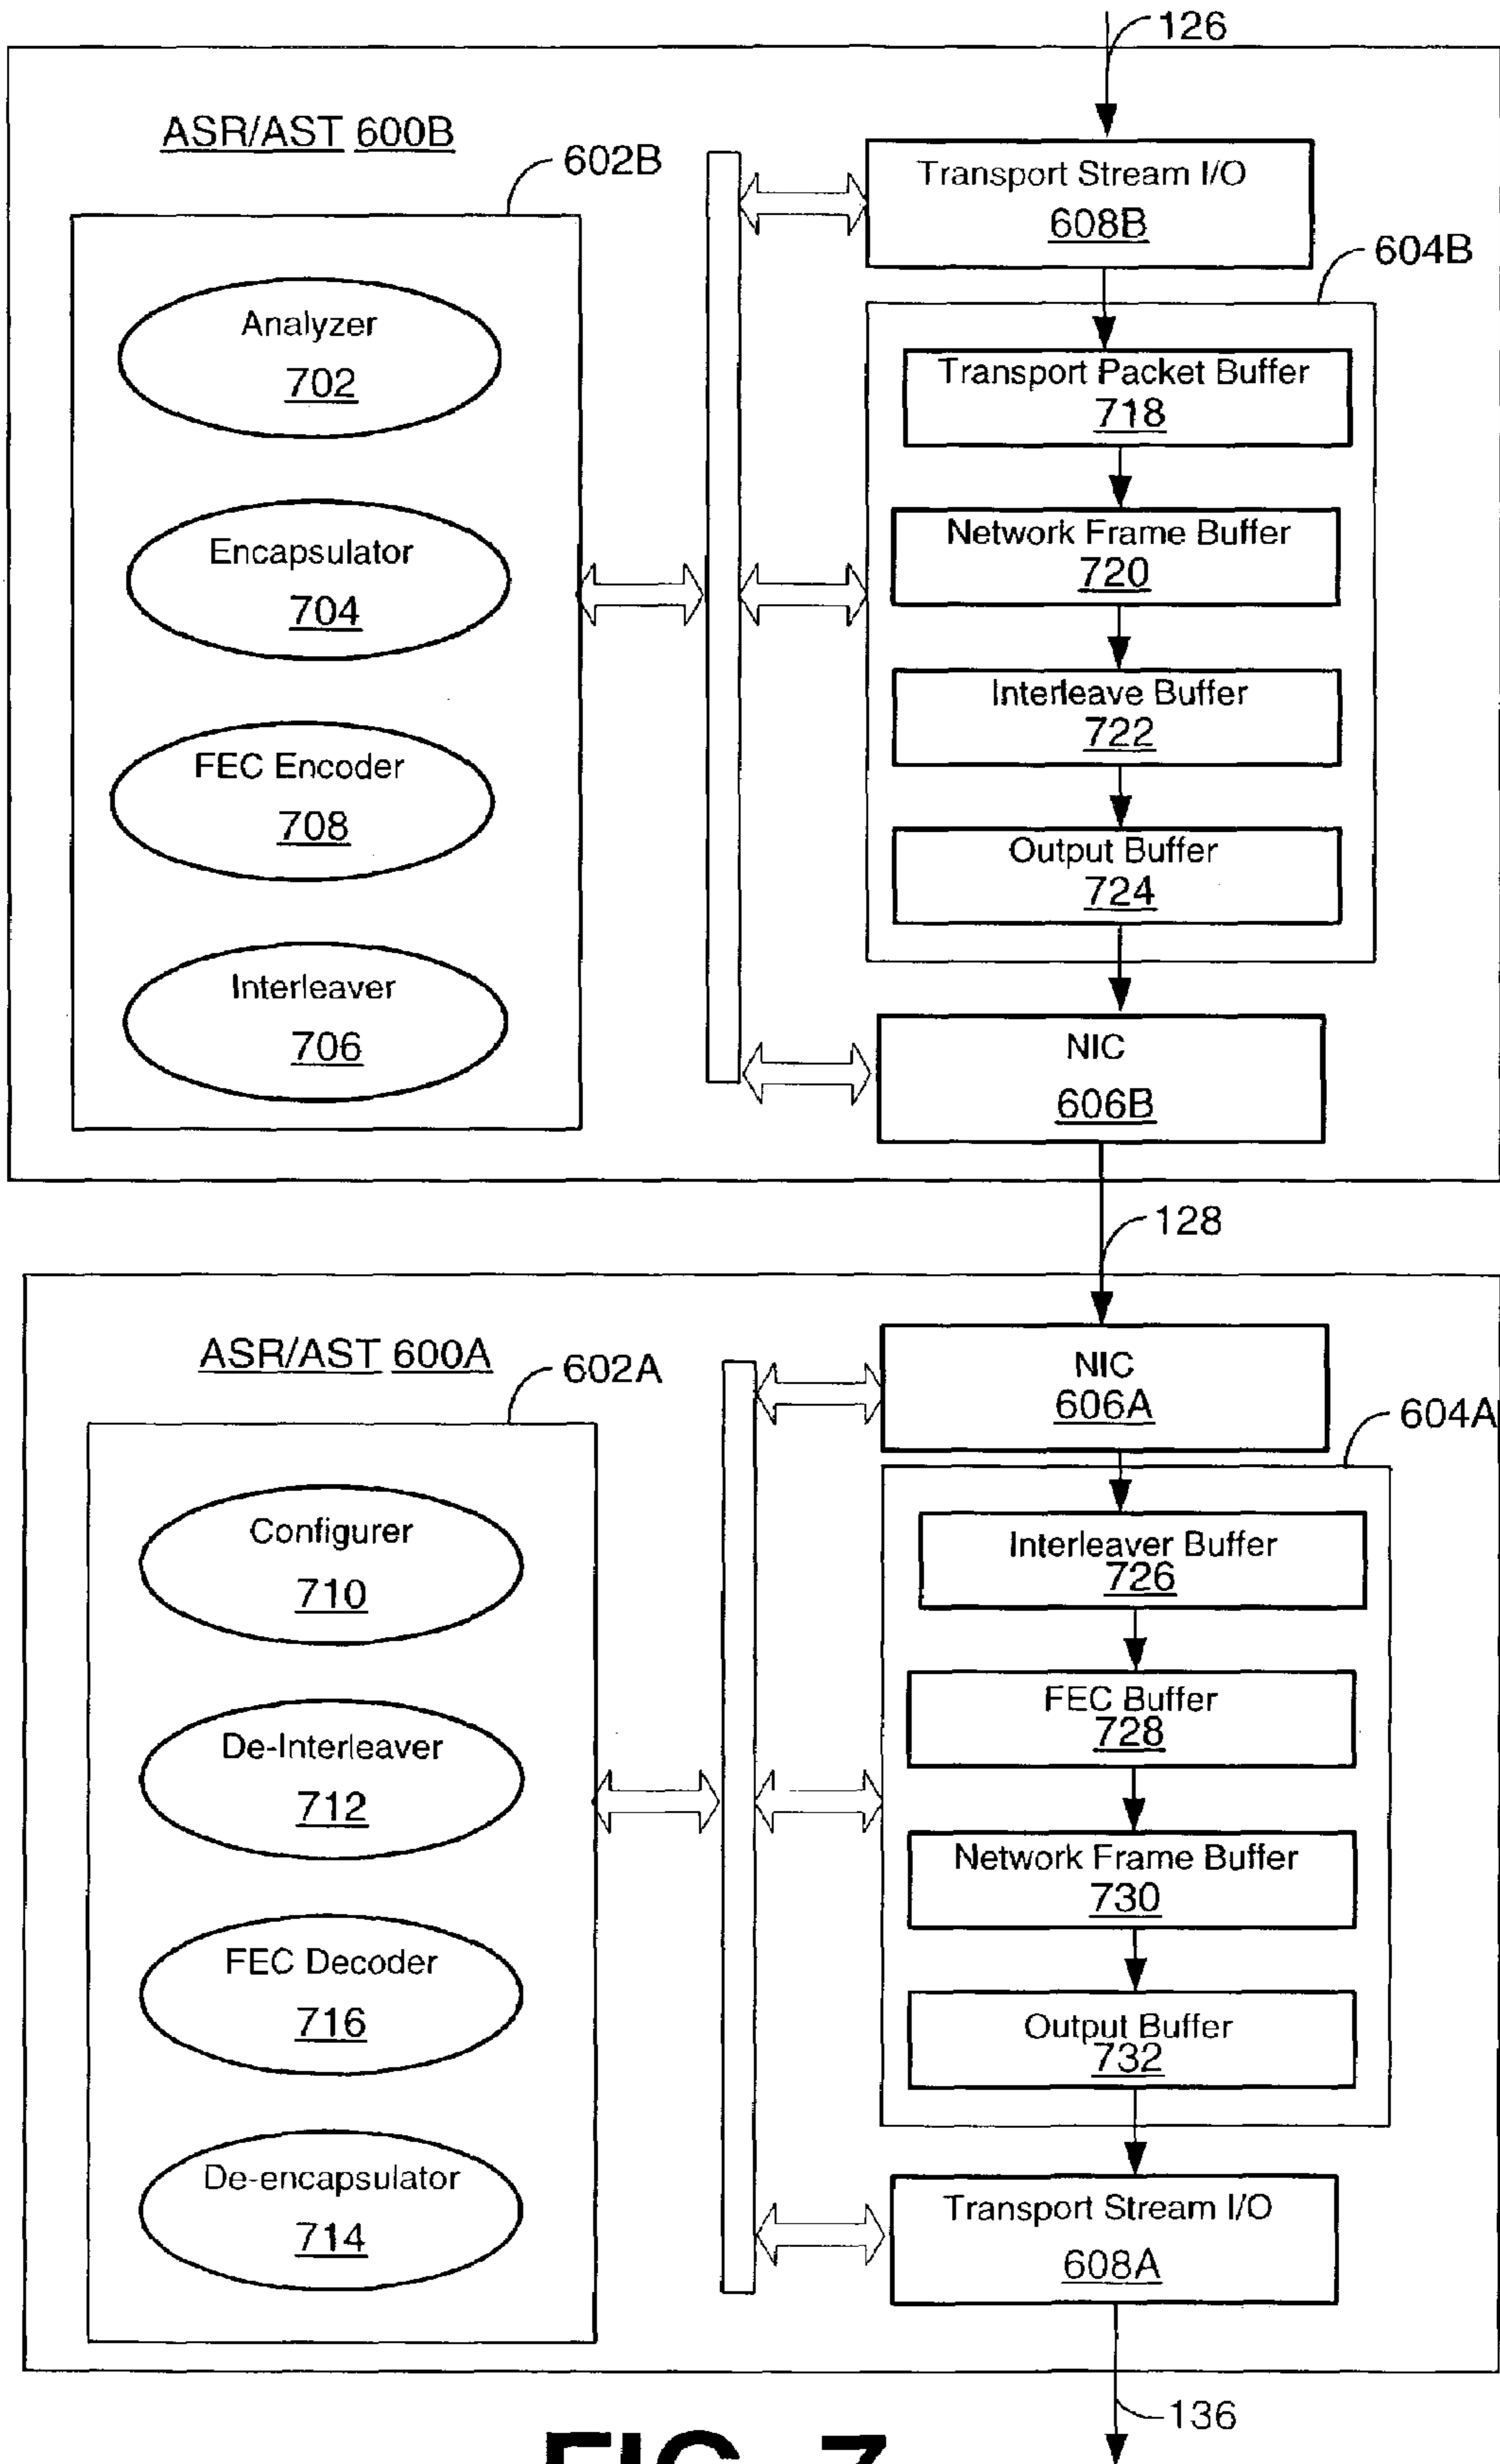 126
ASR/AST 600B
602B
Transport Stream I/O
608B
604B
Analyzer
702
Transport Packet Buffer
718
Encapsulator
704
Network Frame Buffer
720
Interleave Buffer
722
FEC Encoder
708
Output Buffer
724
Interleaver
706
NIC
606B
128
ASR/AST 600A
602A
NIC
606A
604A
Configurer
710
Interleaver Buffer
726
FEC Buffer
728
De-Interleaver
712
Network Frame Buffer
730
FEC Decoder
716
Output Buffer
732
De-encapsulator
714
Transport Stream I/O
608A
136
FIG. 7